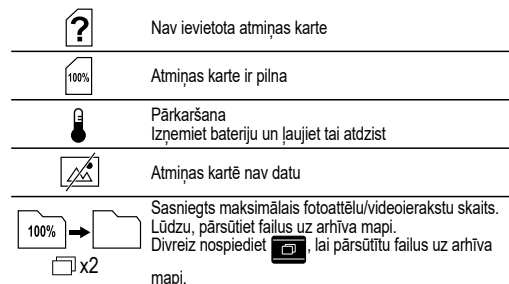 ?
Nav ievietota atmiņas karte
100%
Atmiņas karte ir pilna
Pārkaršana
Izņemiet bateriju un ļaujiet tai atdzist
Atmiņas kartē nav datu
100%
x2
Sasniegts maksimālais fotoattēlu/videoierakstu skaits.
Lūdzu, pārsūtiet failus uz arhīva mapi.
Divreiz nospiediet , lai pārsūtītu failus uz arhīva
mapi.